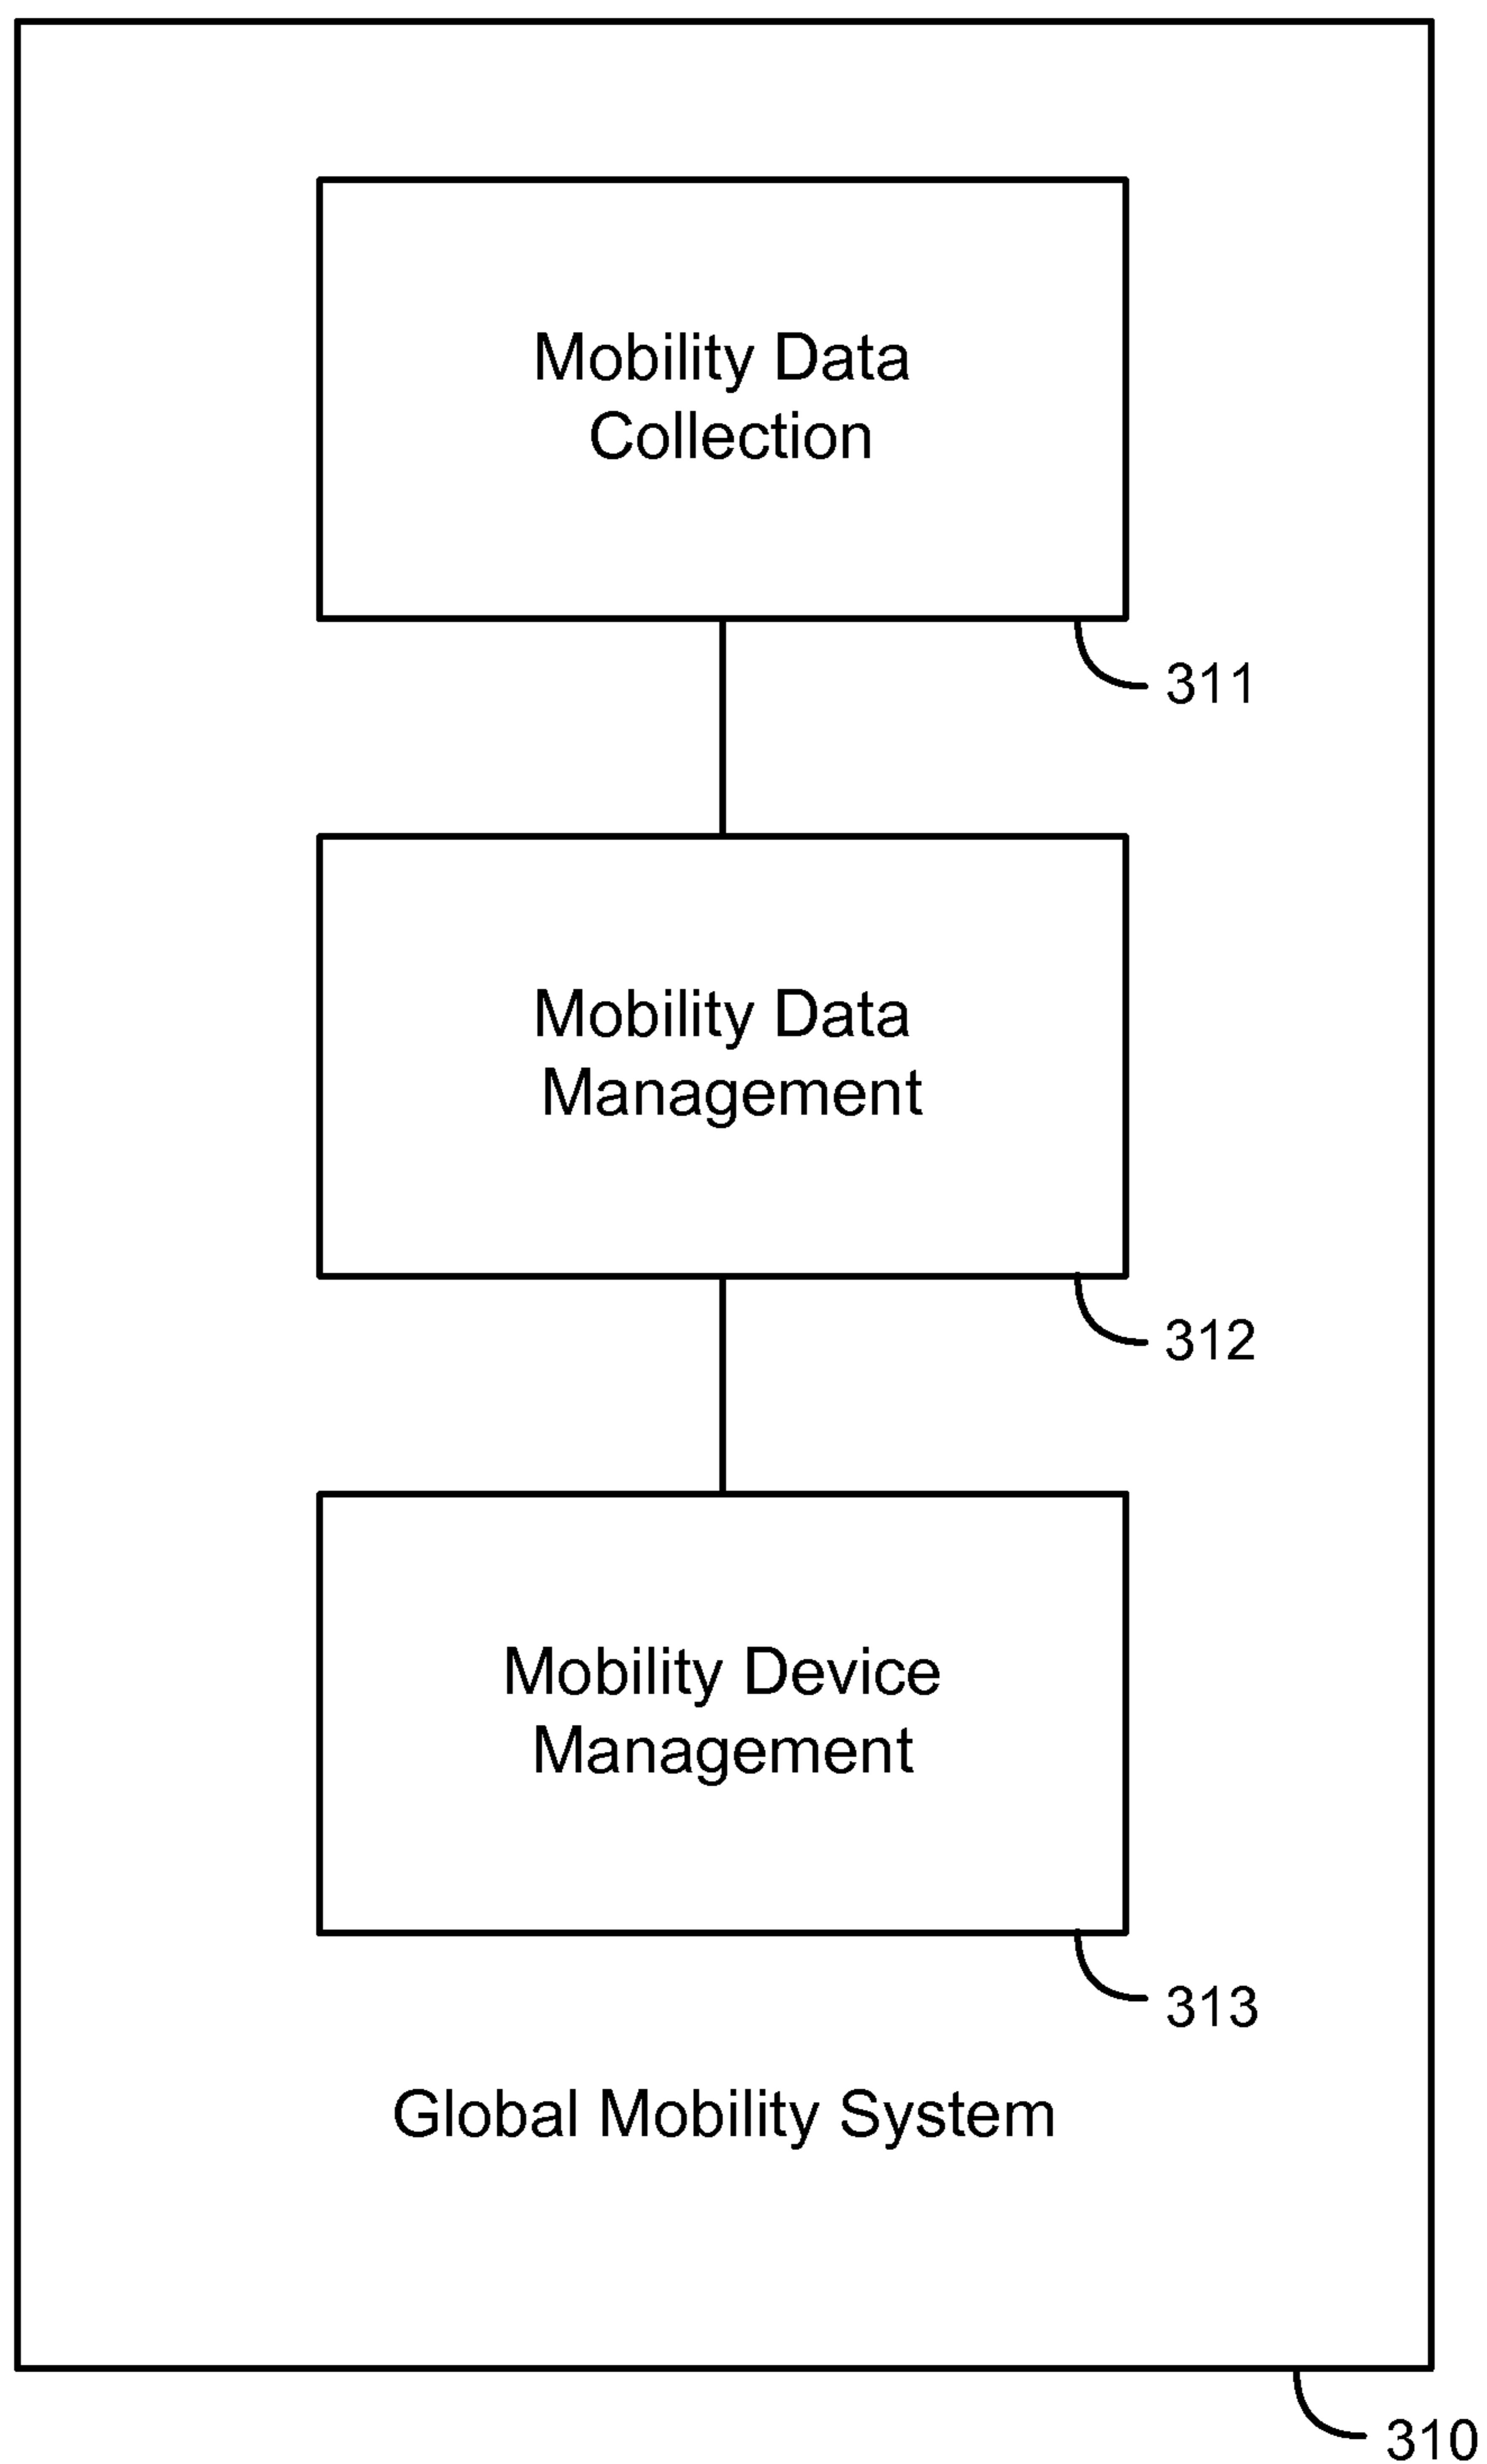 Mobility Data
Collection
311
Mobility Data
Management
312
Mobility Device
Management
313
Global Mobility System
310